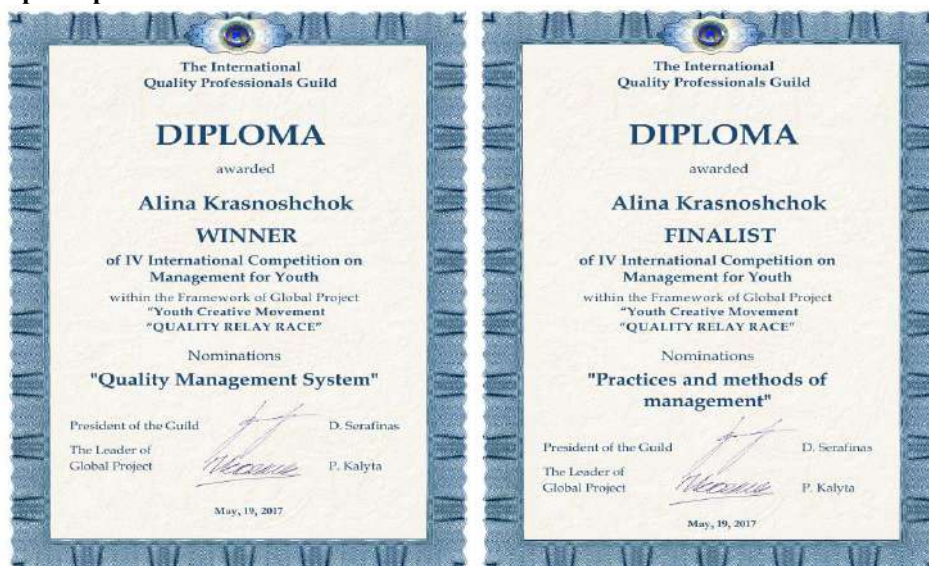 The International
Quality Professionals Guild
DIPLOMA
awarded
Alina Krasnoshchok
WINNER
of IV International Competition on
Management for Youth
within the Framework of Global Project
"Youth Creative Movement
"QUALITY RELAY RACE"
Nominations
"Quality Management System"
President of the Guild D. Serafinas
The Leader of
Global Project P. Kalyta
May, 19, 2017
The International
Quality Professionals Guild
DIPLOMA
awarded
Alina Krasnoshchok
FINALIST
of IV International Competition on
Management for Youth
within the Framework of Global Project
"Youth Creative Movement
"QUALITY RELAY RACE"
Nominations
"Practices and methods of
management"
President of the Guild D. Serafinas
The Leader of
Global Project P. Kalyta
May, 19, 2017